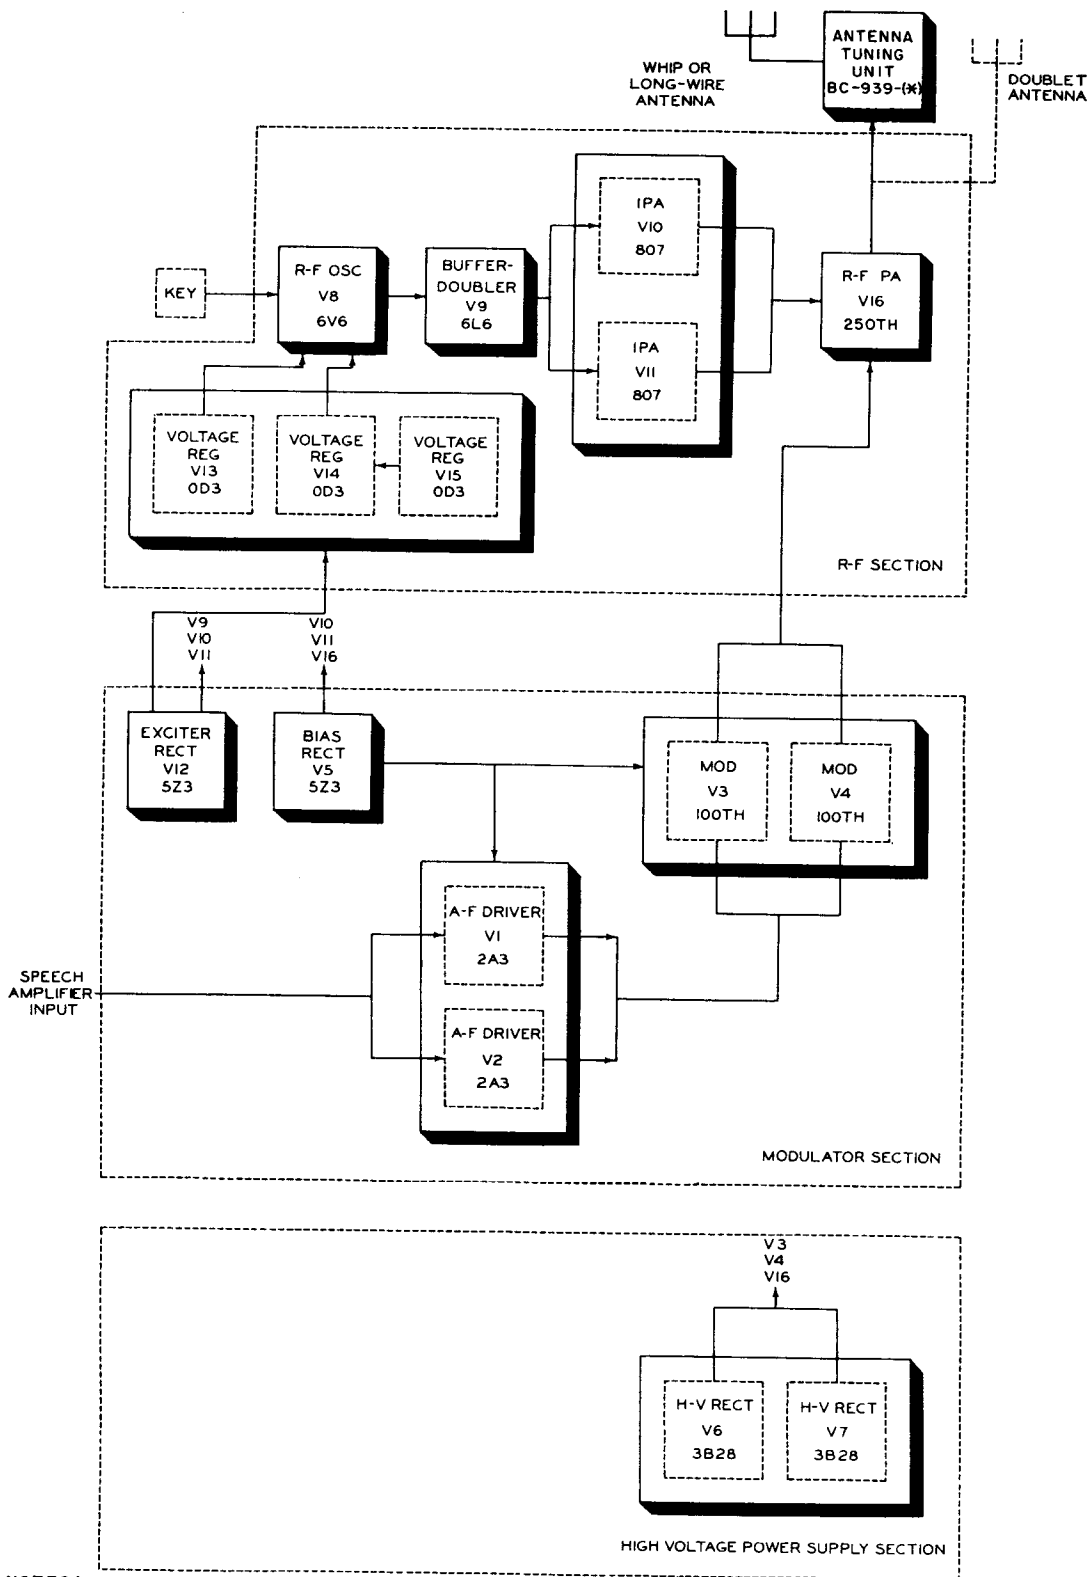 ANTENNA
TUNING
UNIT
BC-939-(*)
WHIP OR
LONG-WIRE
ANTENNA
DOUBLET
ANTENNA
KEY
R-F OSC
V8
6V6
BUFFER-
DOUBLER
V9
6L6
IPA
V10
807
IPA
V11
807
R-F PA
V16
250TH
VOLTAGE
REG
V13
OD3
VOLTAGE
REG
V14
OD3
VOLTAGE
REG
V15
OD3
R-F SECTION
V9
V10
V11
V10
V11
V16
EXCITER
RECT
V12
5Z3
BIAS
RECT
V5
5Z3
MOD
V3
100TH
MOD
V4
100TH
A-F DRIVER
V1
2A3
A-F DRIVER
V2
2A3
SPEECH
AMPLIFIER
INPUT
MODULATOR SECTION
V3
V4
V16
H-V RECT
V6
3B28
H-V RECT
V7
3B28
HIGH VOLTAGE POWER SUPPLY SECTION